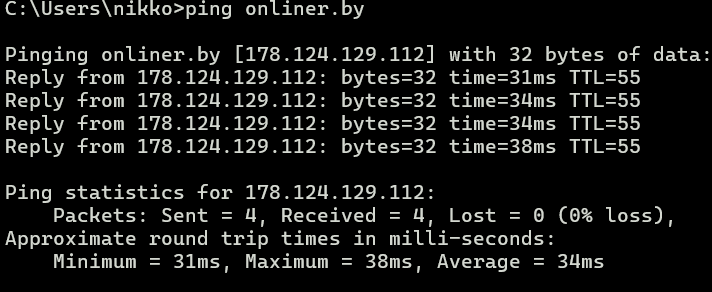 C:\Users\nikko>ping onliner.by
Pinging onliner.by [178.124.129.112] with 32 bytes of data:
Reply from 178.124.129.112: bytes=32 time=31ms TTL=55
Reply from 178.124.129.112: bytes=32 time=34ms TTL=55
Reply from 178.124.129.112: bytes=32 time=34ms TTL=55
Reply from 178.124.129.112: bytes=32 time=38ms TTL=55
Ping statistics for 178.124.129.112:
    Packets: Sent = 4, Received = 4, Lost = 0 (0% loss),
Approximate round trip times in milli-seconds:
    Minimum = 31ms, Maximum = 38ms, Average = 34ms